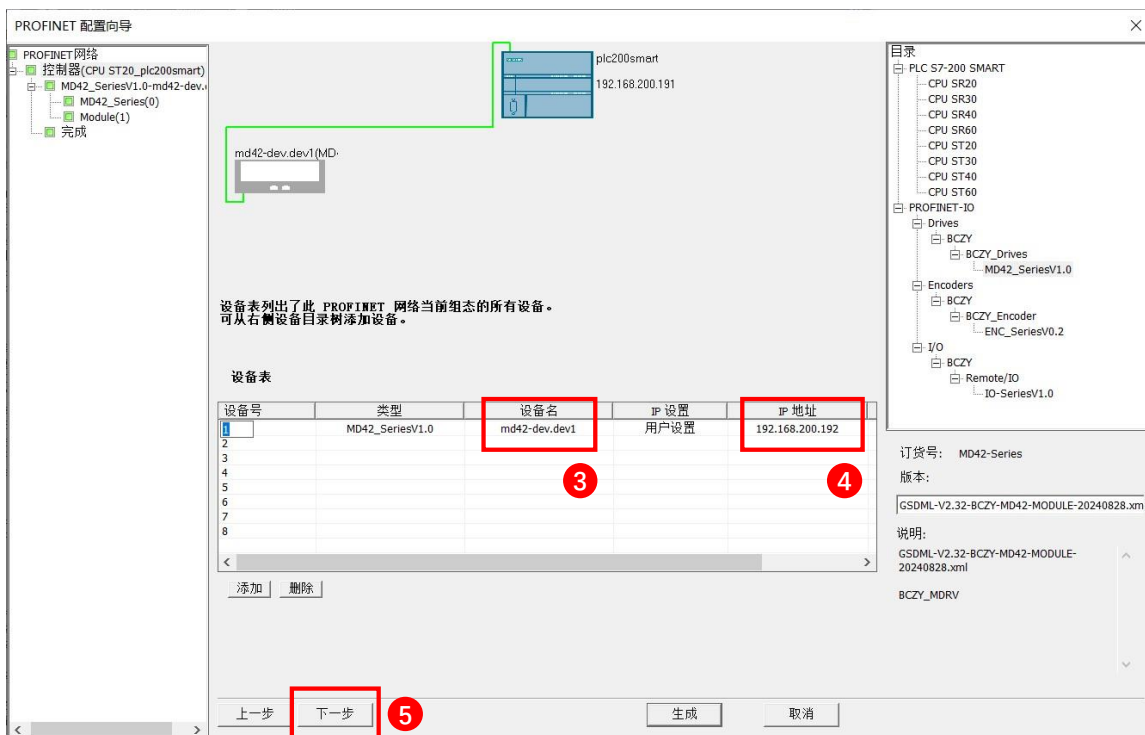 PROFINET 配置向导
PROFINET网络
控制器(CPU ST20_plc200smart)
MD42_SeriesV1.0-md42-dev.
MD42_Series(0)
Module(1)
完成
plc200smart
192.168.200.191
md42-dev.dev1(MD-
设备表列出了此 PROFINET 网络当前组态的所有设备。
可从右侧设备目录树添加设备。
设备表
设备号 类型 设备名 IP 设置 IP 地址
1 MD42_SeriesV1.0 md42-dev.dev1 用户设置 192.168.200.192
2
3
4
5
6
7
8
③ ④
添加 删除
上一步 下一步 ⑤ 生成 取消
目录
PLC S7-200 SMART
CPU SR20
CPU SR30
CPU SR40
CPU SR60
CPU ST20
CPU ST30
CPU ST40
CPU ST60
PROFINET-IO
Drives
BCZY
BCZY_Drives
MD42_SeriesV1.0
Encoders
BCZY
BCZY_Encoder
ENC_SeriesV0.2
I/O
BCZY
Remote/IO
IO-SeriesV1.0
订货号: MD42-Series
版本:
GSDML-V2.32-BCZY-MD42-MODULE-20240828.xm
说明:
GSDML-V2.32-BCZY-MD42-MODULE-
20240828.xml
BCZY_MDRV